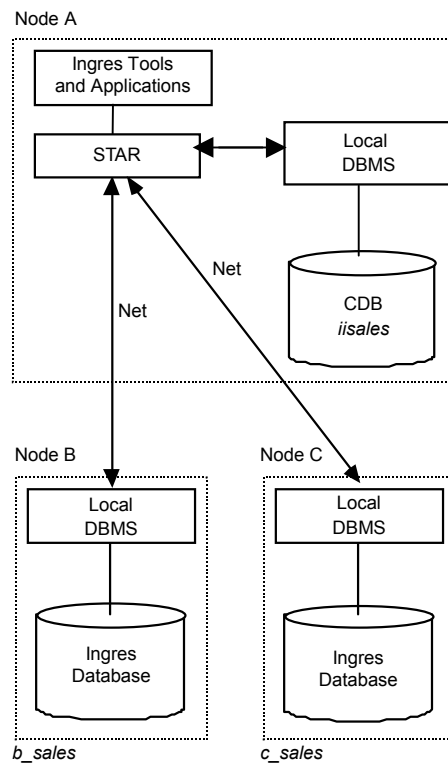 Node A
Ingres Tools
and Applications
STAR
Local
DBMS
Net
Net
CDB
iisales
Node B
Node C
Local
DBMS
Local
DBMS
Ingres
Database
Ingres
Database
b_sales
c_sales